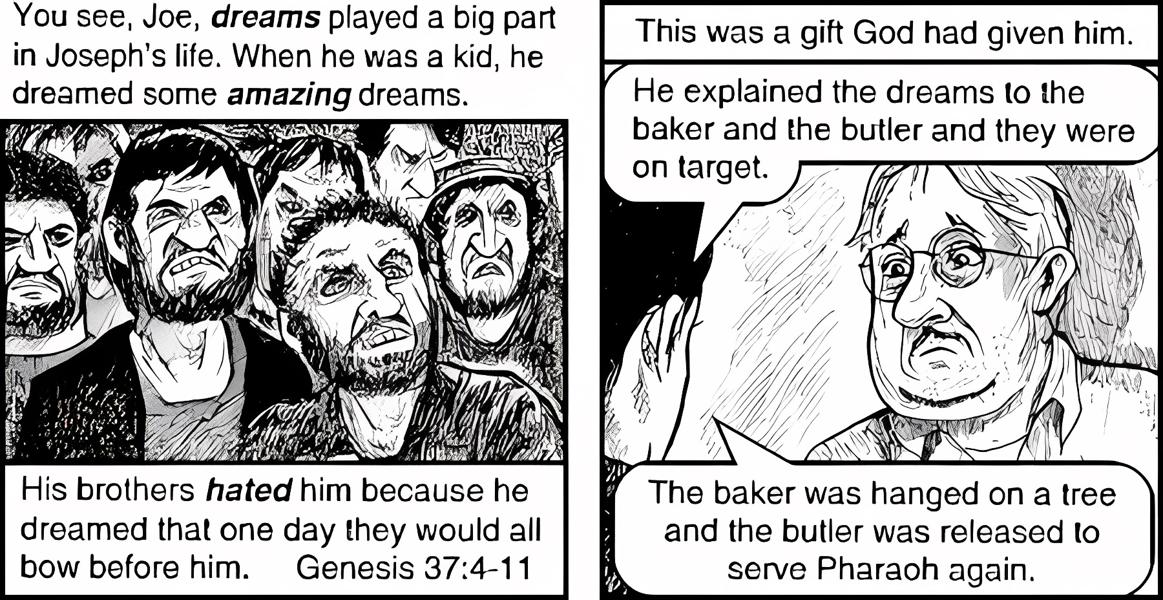 You see, Joe, dreams played a big part
in Joseph's life. When he was a kid, he
dreamed some amazing dreams.
His brothers hated him because he
dreamed that one day they would all
bow before him. Genesis 37:4-11
This was a gift God had given him.
He explained the dreams to the
baker and the butler and they were
on target.
The baker was hanged on a tree
and the butler was released to
serve Pharaoh again.